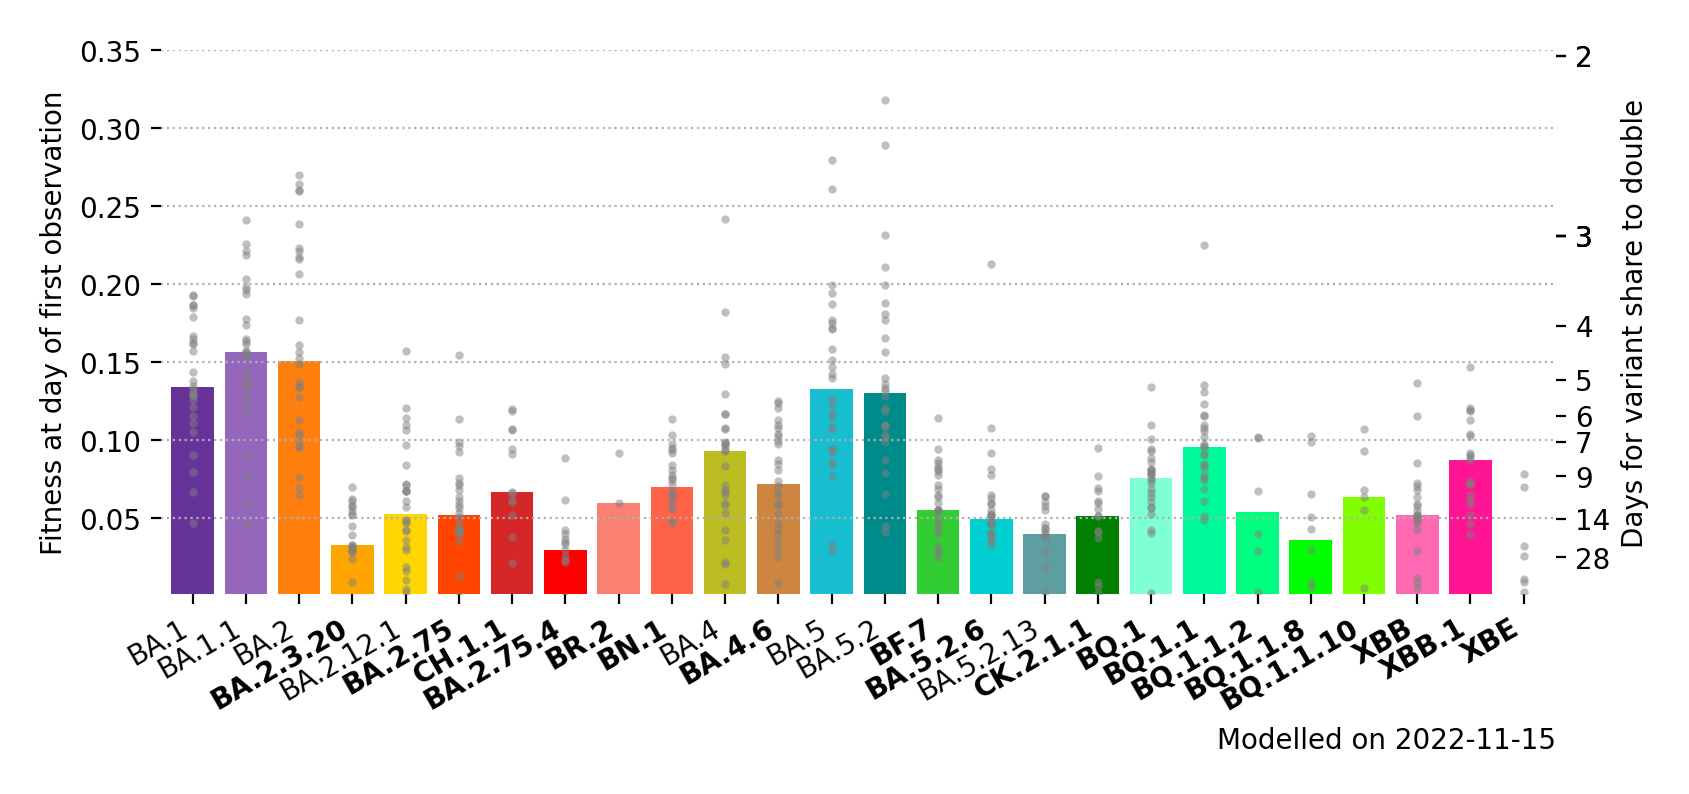 0.35
0.30
0.25
0.20
0.15
0.10
0.05
Fitness at day of first observation
2
3
4
5
6
7
9
14
28
Days for variant share to double
BA.1
BA.1.1
BA.2
BA.2.3.20
BA.2.12.1
BA.2.75
CH.1.1
BA.2.75.4
BR.2
BN.1
BA.4
BA.4.6
BA.5
BA.5.2
BF.7
BA.5.2.6
BA.5.2.13
CK.2.1.1
BQ.1
BQ.1.1
BQ.1.1.2
BQ.1.1.8
BQ.1.1.10
XBB
XBB.1
XBE
Modelled on 2022-11-15